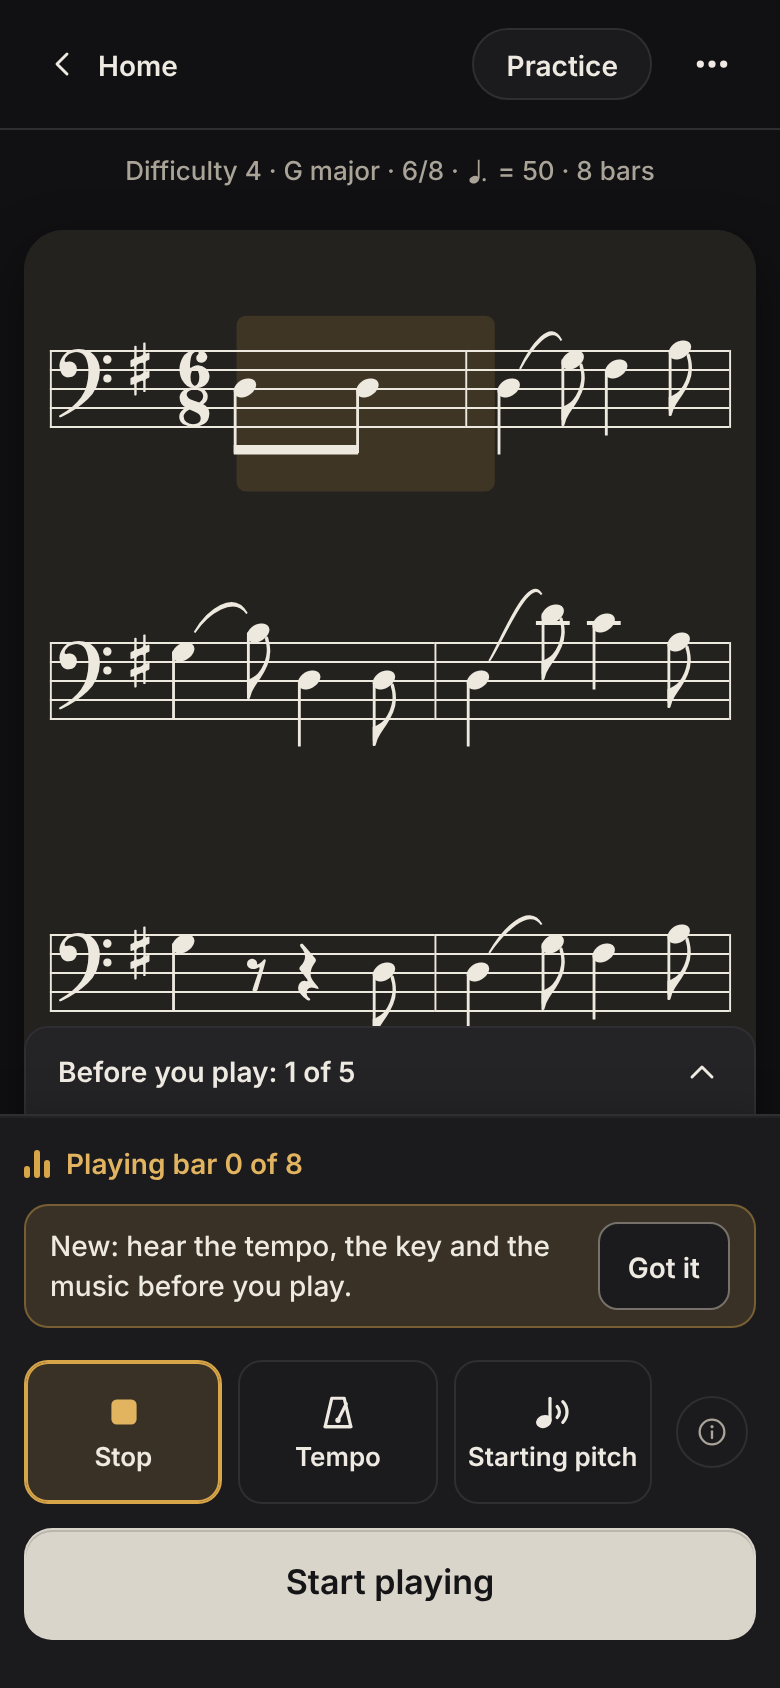 Home
Practice
Difficulty 4 · G major · 6/8 · ♩. = 50 · 8 bars
6
8
Before you play: 1 of 5
Playing bar 0 of 8
New: hear the tempo, the key and the
music before you play.
Got it
Stop
Tempo
Starting pitch
Start playing